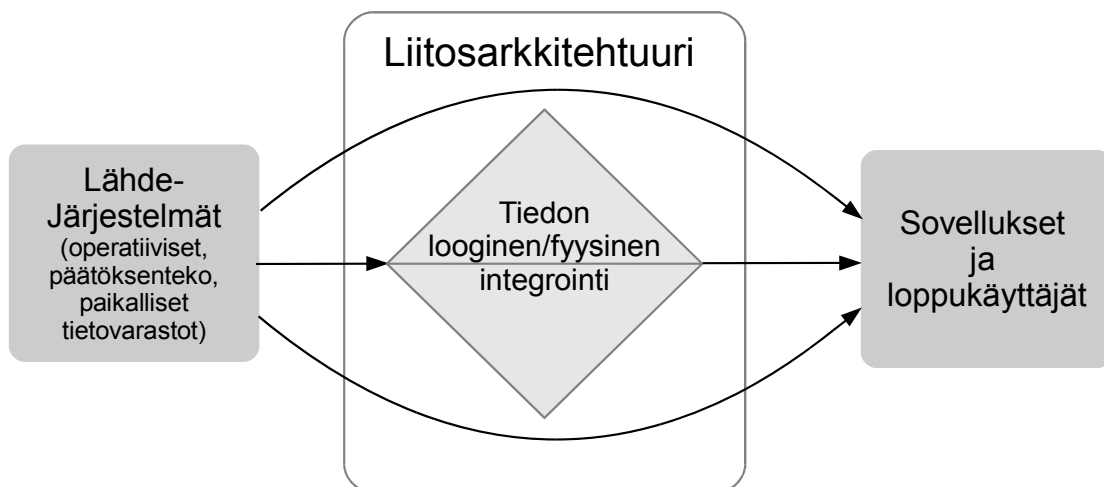 Liitosarkkitehtuuri
Lähde-
Järjestelmät
(operatiiviset,
päätöksenteko,
paikalliset
tietovarastot)
Tiedon
looginen/fyysinen
integrointi
Sovellukset
ja
loppukäyttäjät